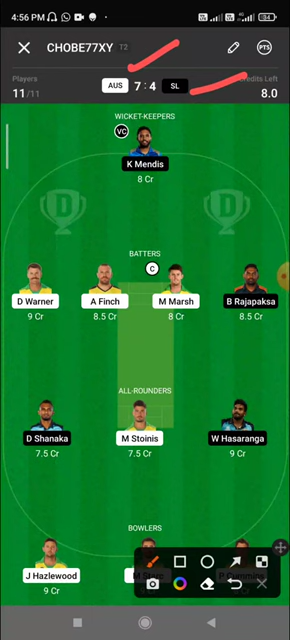 4:56 PM
34
CHOBE77XY T2
PTS
Players
Credits Left
11/11
AUS 7 : 4 SL
8.0
WICKET-KEEPERS
VC
K Mendis
8 Cr
D
D
BATTERS
C
D Warner
A Finch
M Marsh
B Rajapaksa
9 Cr
8.5 Cr
8 Cr
8.5 Cr
ALL-ROUNDERS
D Shanaka
M Stoinis
W Hasaranga
7.5 Cr
7.5 Cr
9 Cr
BOWLERS
J Hazlewood
9 Cr